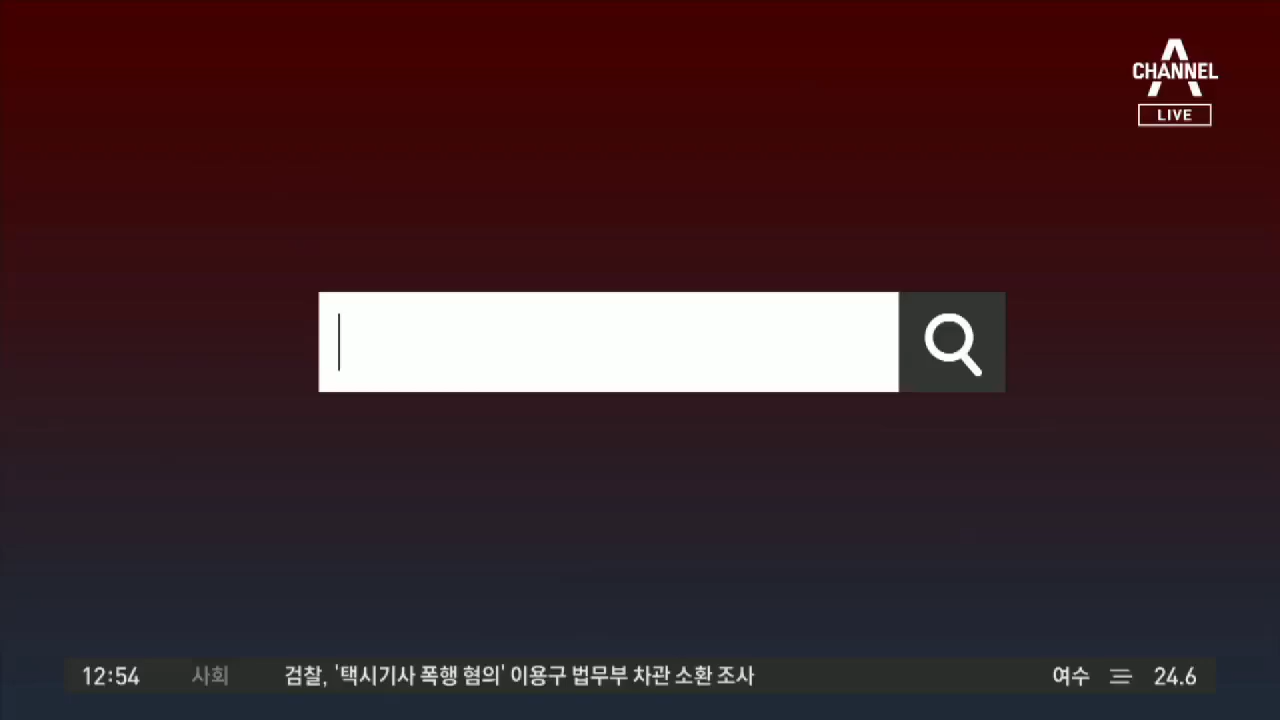 CHANNEL A
LIVE
12:54 사회 검찰, '택시기사 폭행 혐의' 이용구 법무부 차관 소환 조사 여수 24.6